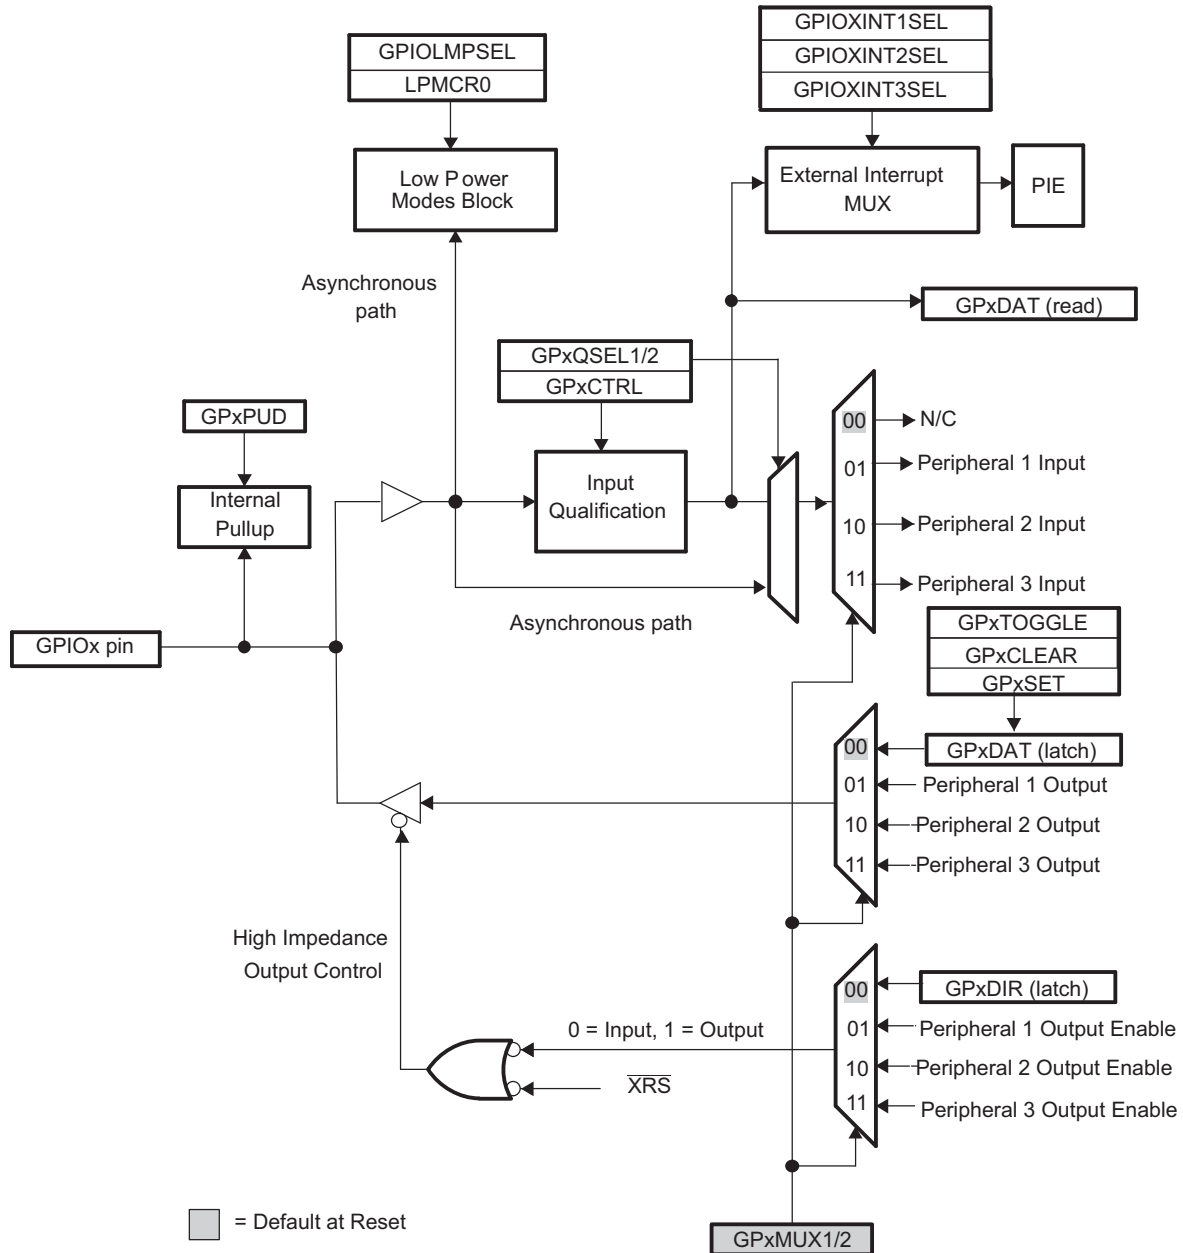 GPIOLMPSEL
LPMCR0
GPIOXINT1SEL
GPIOXINT2SEL
GPIOXINT3SEL
Low Power
Modes Block
External Interrupt
MUX
PIE
Asynchronous
path
GPxDAT (read)
GPxQSEL1/2
GPxCTRL
GPxPUD
Internal
Pullup
Input
Qualification
00
N/C
01
Peripheral 1 Input
10
Peripheral 2 Input
11
Peripheral 3 Input
Asynchronous path
GPIOx pin
GPxTOGGLE
GPxCLEAR
GPxSET
00
GPxDAT (latch)
01
Peripheral 1 Output
10
Peripheral 2 Output
11
Peripheral 3 Output
High Impedance
Output Control
00
GPxDIR (latch)
0 = Input, 1 = Output
01
Peripheral 1 Output Enable
10
Peripheral 2 Output Enable
11
Peripheral 3 Output Enable
XRS
= Default at Reset
GPxMUX1/2